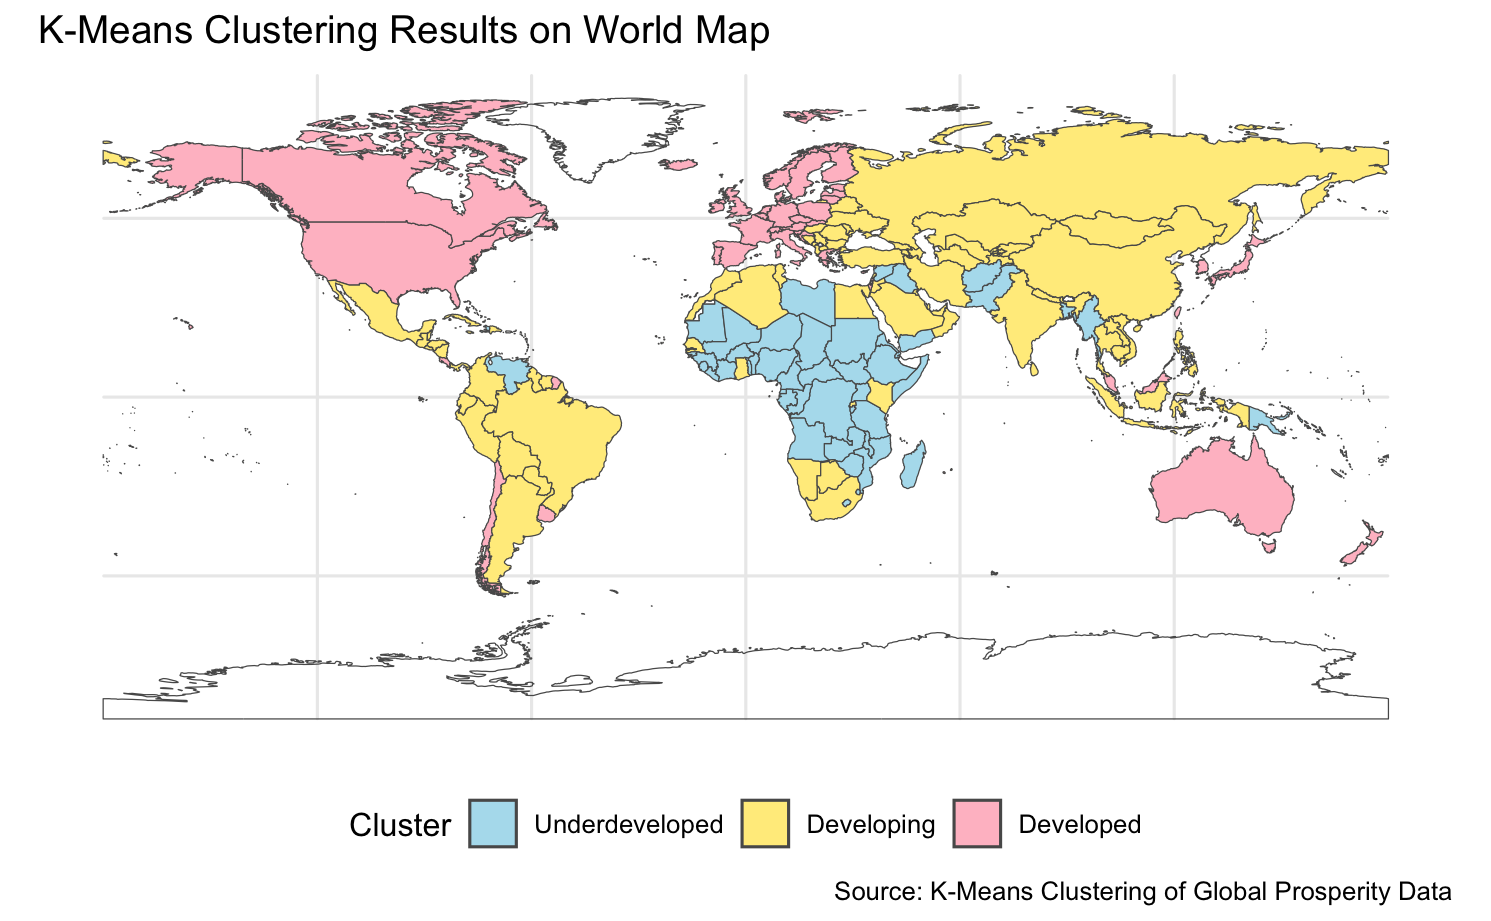 K-Means Clustering Results on World Map
Cluster Underdeveloped Developing Developed
Source: K-Means Clustering of Global Prosperity Data